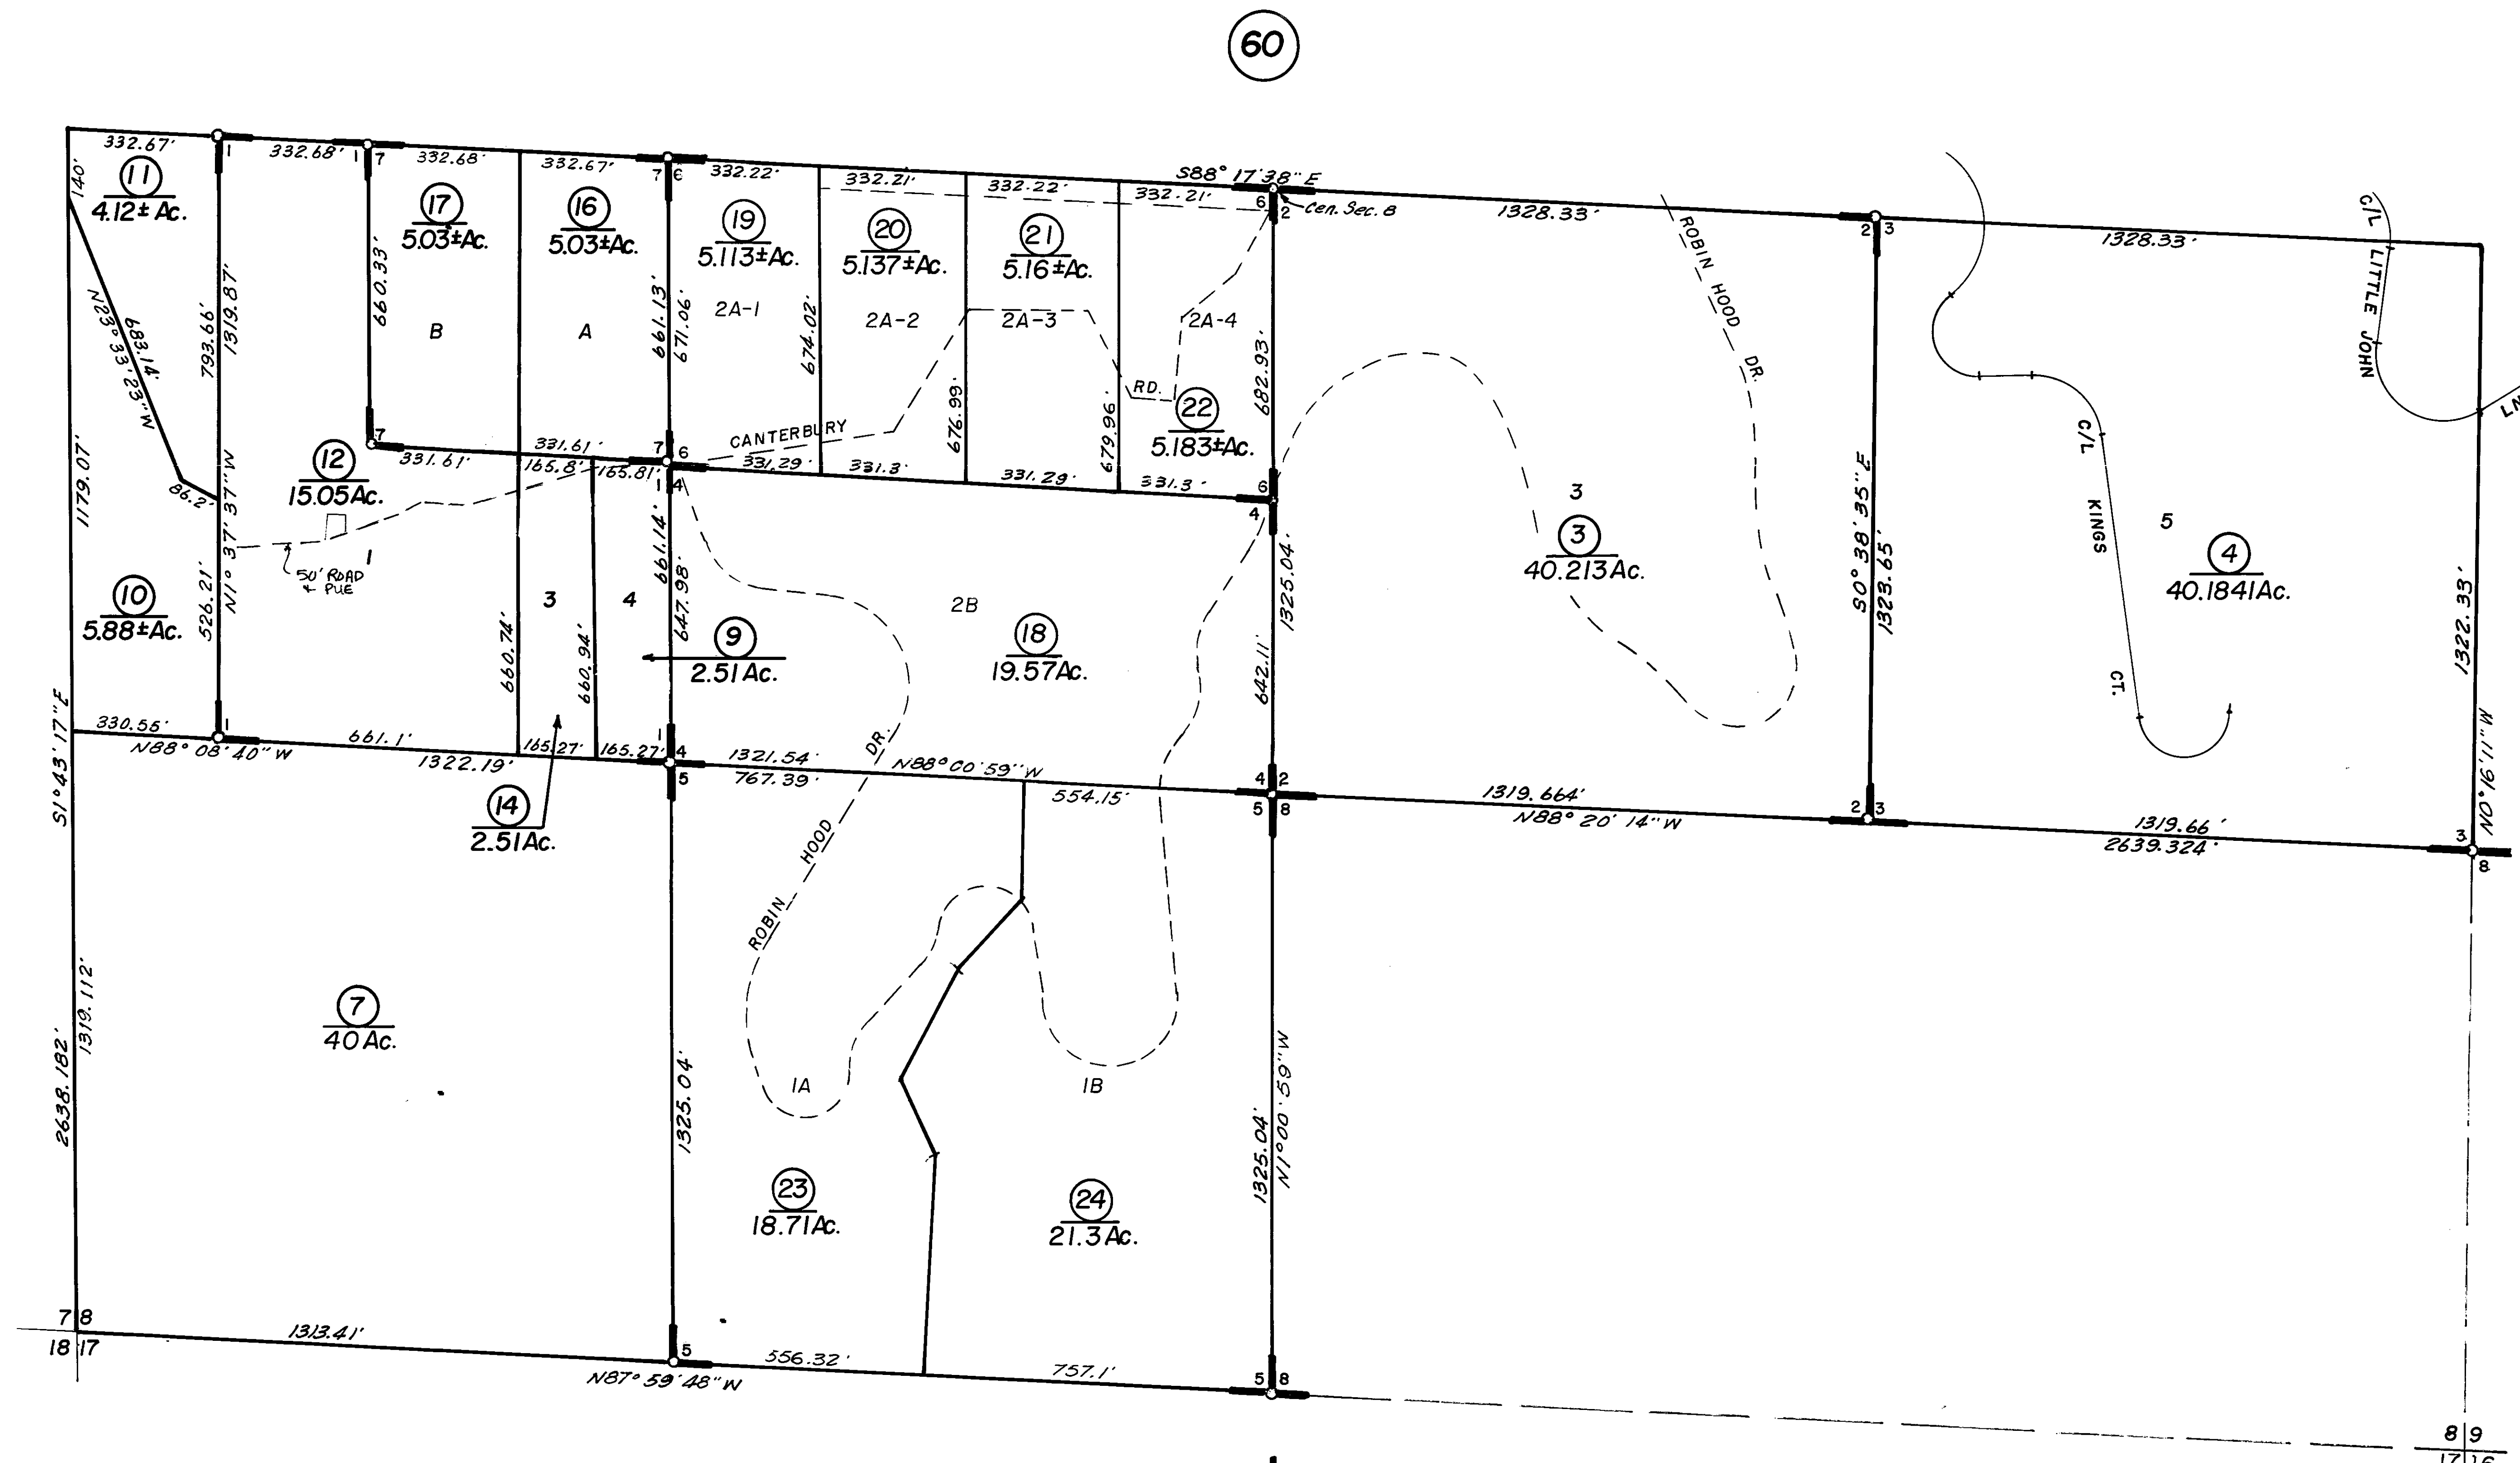 60
332.67'
332.68'
332.68'
332.67'
332.22'
332.21'
332.22'
332.21'
S88° 17'38" E
Cen. Sec. 8
1328.33'
1328.33'
1
1
7
7
6
6
2
2
3
140'
11
4.12± Ac.
17
5.03±Ac.
16
5.03±Ac.
19
5.113±Ac.
20
5.137±Ac.
21
5.16±Ac.
22
5.183±Ac.
2A-1
2A-2
2A-3
2A-4
B
A
N23° 33' 23" W
683.14'
793.66'
1319.87'
660.33'
661.13'
671.06'
674.02'
676.99'
679.96'
682.93'
ROBIN HOOD DR.
C/L LITTLE JOHN LN
C/L KINGS CT.
CANTERBURY RD.
7
7
6
1
4
6
4
331.61'
331.61'
165.8'
165.81'
331.29'
331.3'
331.29'
331.3'
86.2'
1179.07'
12
15.05Ac.
50' ROAD
& PUE
1
10
5.88±Ac.
526.21'
N1° 37' 37" W
660.74'
3
660.94'
4
661.14'
647.98'
9
2.51Ac.
2B
18
19.57Ac.
1325.04'
642.11'
3
3
40.213Ac.
S0° 38' 35" E
1323.65'
5
4
40.1841Ac.
1322.33'
N0° 16' 11" W
S1° 43' 17" E
330.55'
N88° 08' 40" W
1
661.1'
1322.19'
165.27'
165.27'
1
4
5
1321.54'
767.39'
N88° 00' 59" W
554.15'
4
2
5
8
1319.664'
N88° 20' 14" W
2
3
1319.66'
2639.324'
3
8
14
2.51Ac.
ROBIN HOOD DR.
2638.182'
1319.112'
7
40Ac.
1325.04'
1A
1B
23
18.71Ac.
24
21.3Ac.
1325.04'
N1° 00' 59" W
7 8
18 17
1313.41'
5
N87° 59' 48" W
556.32'
757.1'
5
8
8 9
17 16